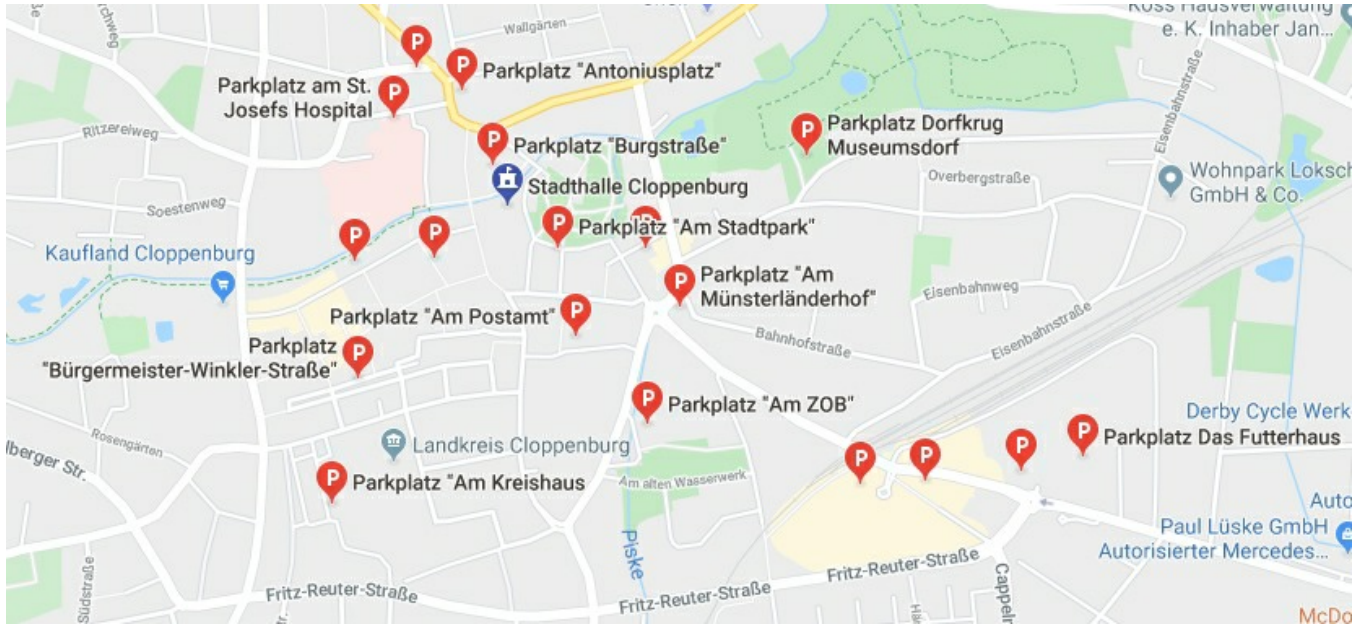 Wallgärten
Koss Hausverwaltung
e. K. Inhaber Jan...
P
P
Parkplatz "Antoniusplatz"
Parkplatz am St.
Josefs Hospital
P
Ritzereiweg
P
Parkplatz "Burgstraße"
P
Parkplatz Dorfkrug
Museumsdorf
Eisenbahnstraße
Stadthalle Cloppenburg
Overbergstraße
Wohnpark Loksch
GmbH & Co.
Soestenweg
P
P
P
Parkplatz "Am Stadtpark"
Kaufland Cloppenburg
P
Parkplatz "Am
Münsterländerhof"
Eisenbahnweg
Parkplatz "Am Postamt"
P
Bahnhofstraße
Eisenbahnstraße
Parkplatz
"Bürgermeister-Winkler-Straße"
P
P
Parkplatz "Am ZOB"
Derby Cycle Werk-
Rosengärten
Landkreis Cloppenburg
P
P
P
P
Parkplatz Das Futterhaus
lberger Str.
P
Parkplatz "Am Kreishaus
Am alten Wasserwerk
Auto
Paul Lüske GmbH
Autorisierter Mercedes...
Piske
Fritz-Reuter-Straße
Fritz-Reuter-Straße
Fritz-Reuter-Straße
Südstraße
Cappeln
McDo